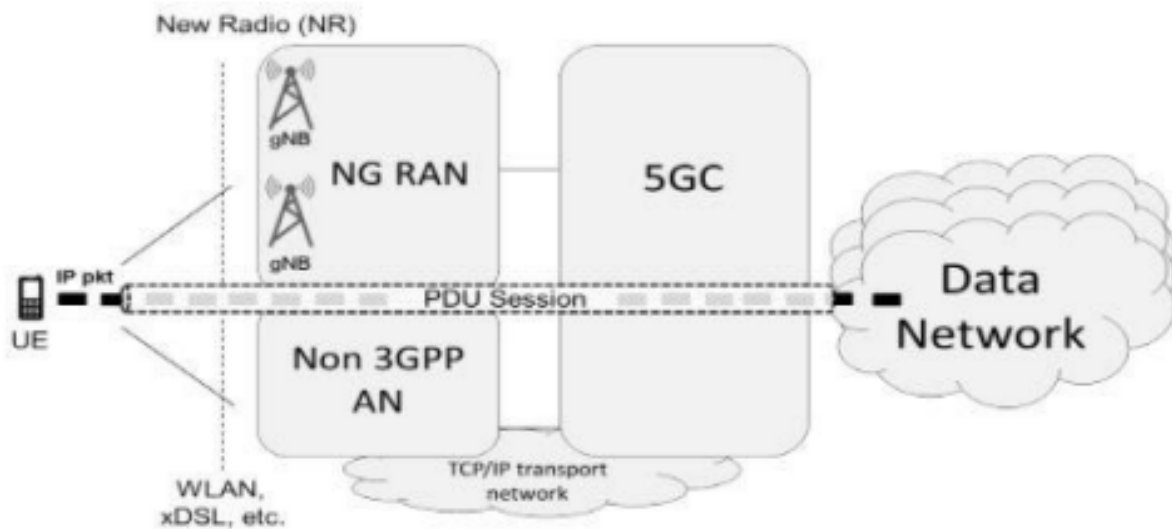 New Radio (NR)
gNB
NG RAN
gNB
5GC
IP pkt
UE
PDU Session
Data
Network
Non 3GPP
AN
TCP/IP transport
network
WLAN,
xDSL, etc.